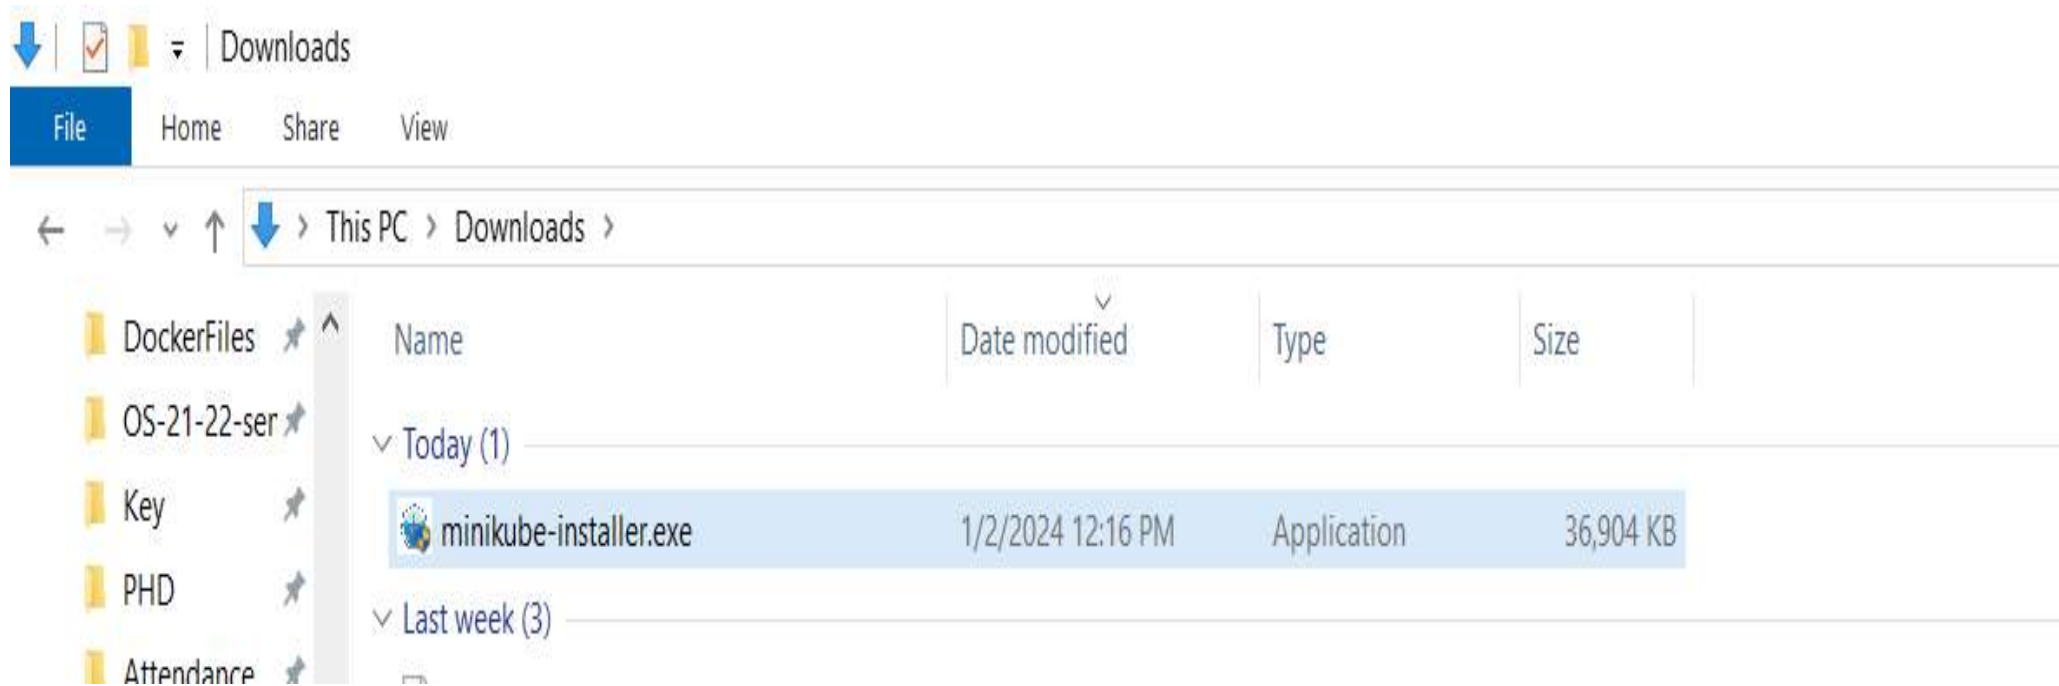 Downloads
File Home Share View
This PC Downloads
DockerFiles
OS-21-22-ser
Key
PHD
Attendance
Name Date modified Type Size
Today (1)
minikube-installer.exe 1/2/2024 12:16 PM Application 36,904 KB
Last week (3)